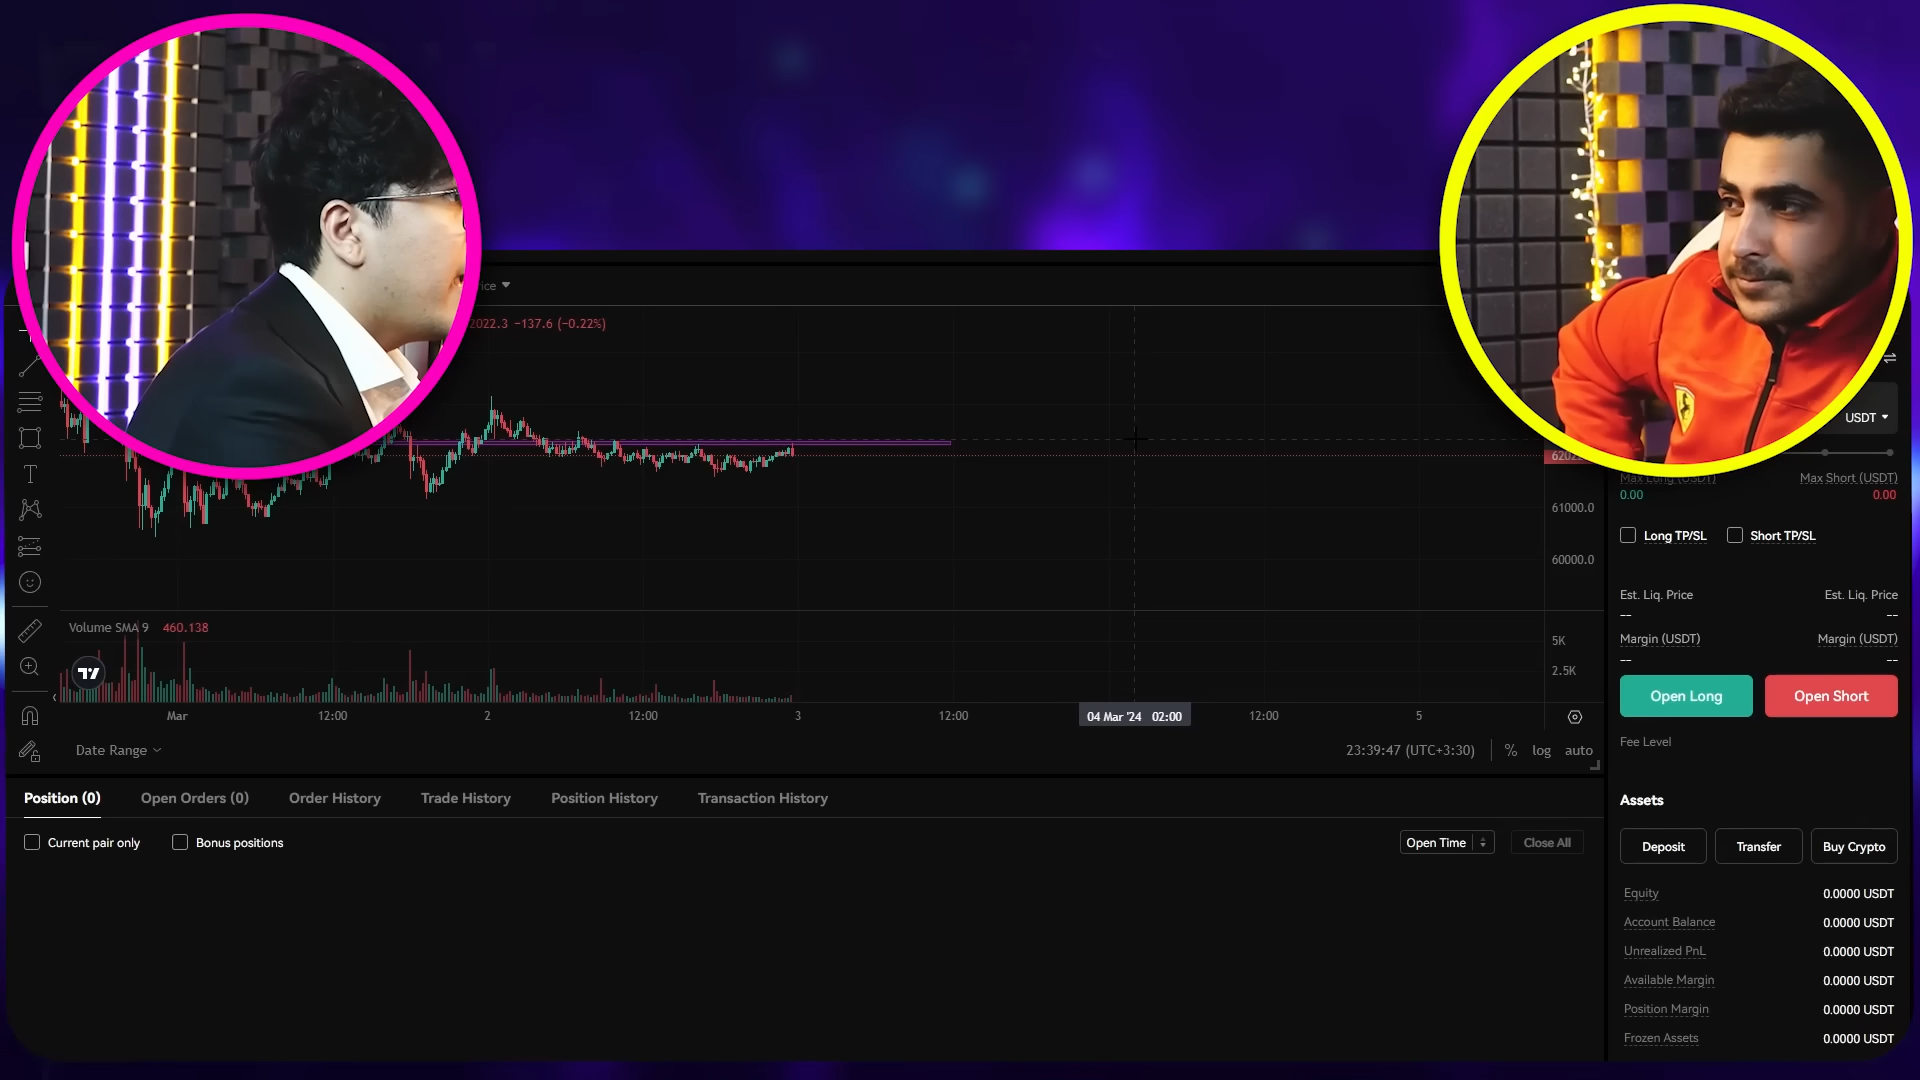 rice
2022.3 −137.6 (−0.22%)
USDT
Max Long (USDT) Max Short (USDT)
0.00 0.00
61000.0
Long TP/SL Short TP/SL
60000.0
Est. Liq. Price Est. Liq. Price
-- --
Volume SMA 9 460.138
Margin (USDT) Margin (USDT)
5K
-- --
2.5K
Open Long Open Short
Mar 12:00 2 12:00 3 12:00 04 Mar '24 02:00 12:00 5
Fee Level
Date Range 23:39:47 (UTC+3:30) % log auto
Position (0) Open Orders (0) Order History Trade History Position History Transaction History
Assets
Current pair only Bonus positions Open Time Close All
Deposit Transfer Buy Crypto
Equity 0.0000 USDT
Account Balance 0.0000 USDT
Unrealized PnL 0.0000 USDT
Available Margin 0.0000 USDT
Position Margin 0.0000 USDT
Frozen Assets 0.0000 USDT